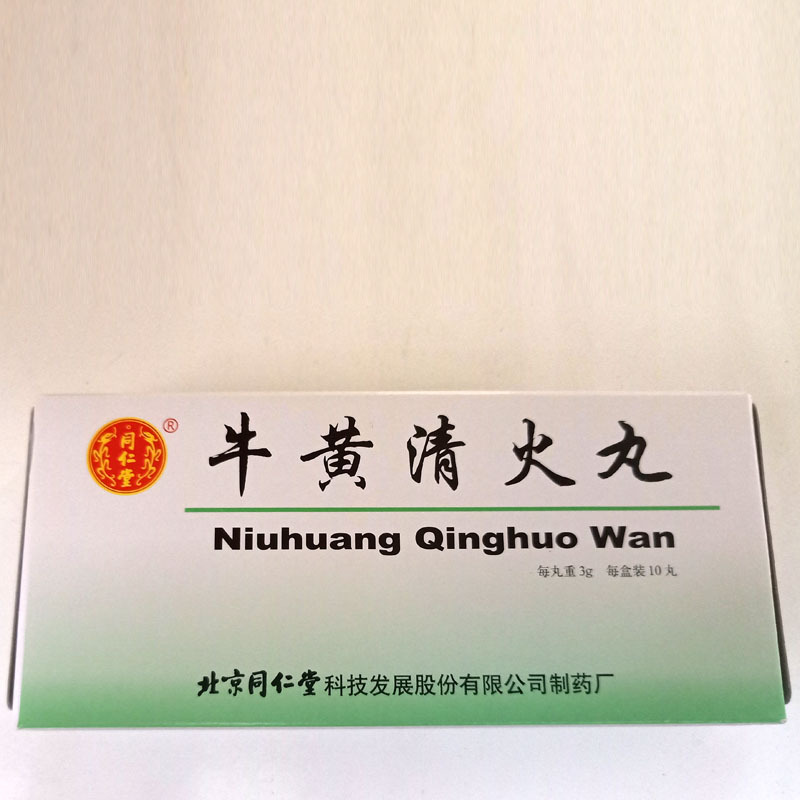 同仁堂
®
牛黄清火丸
Niuhuang Qinghuo Wan
每丸重3g 每盒装10丸
北京同仁堂科技发展股份有限公司制药厂